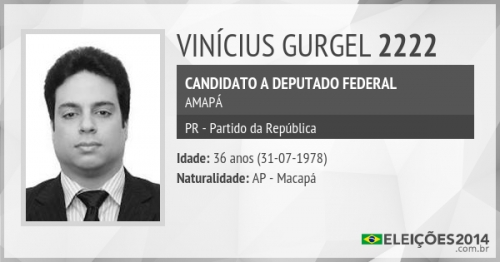 VINÍCIUS GURGEL 2222
CANDIDATO A DEPUTADO FEDERAL
AMAPÁ
PR - Partido da República
Idade: 36 anos (31-07-1978)
Naturalidade: AP - Macapá
ELEIÇÕES2014
.com.br